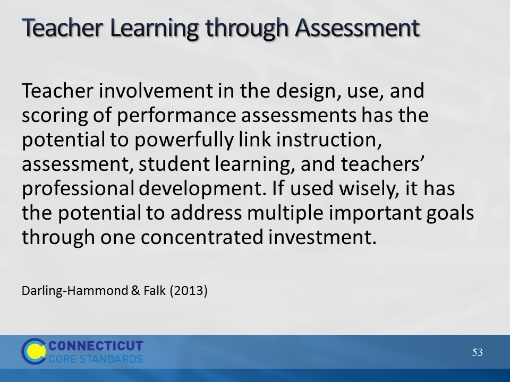 Teacher Learning through Assessment
Teacher involvement in the design, use, and
scoring of performance assessments has the
potential to powerfully link instruction,
assessment, student learning, and teachers’
professional development. If used wisely, it has
the potential to address multiple important goals
through one concentrated investment.
Darling-Hammond & Falk (2013)
CONNECTICUT
CORE STANDARDS
53